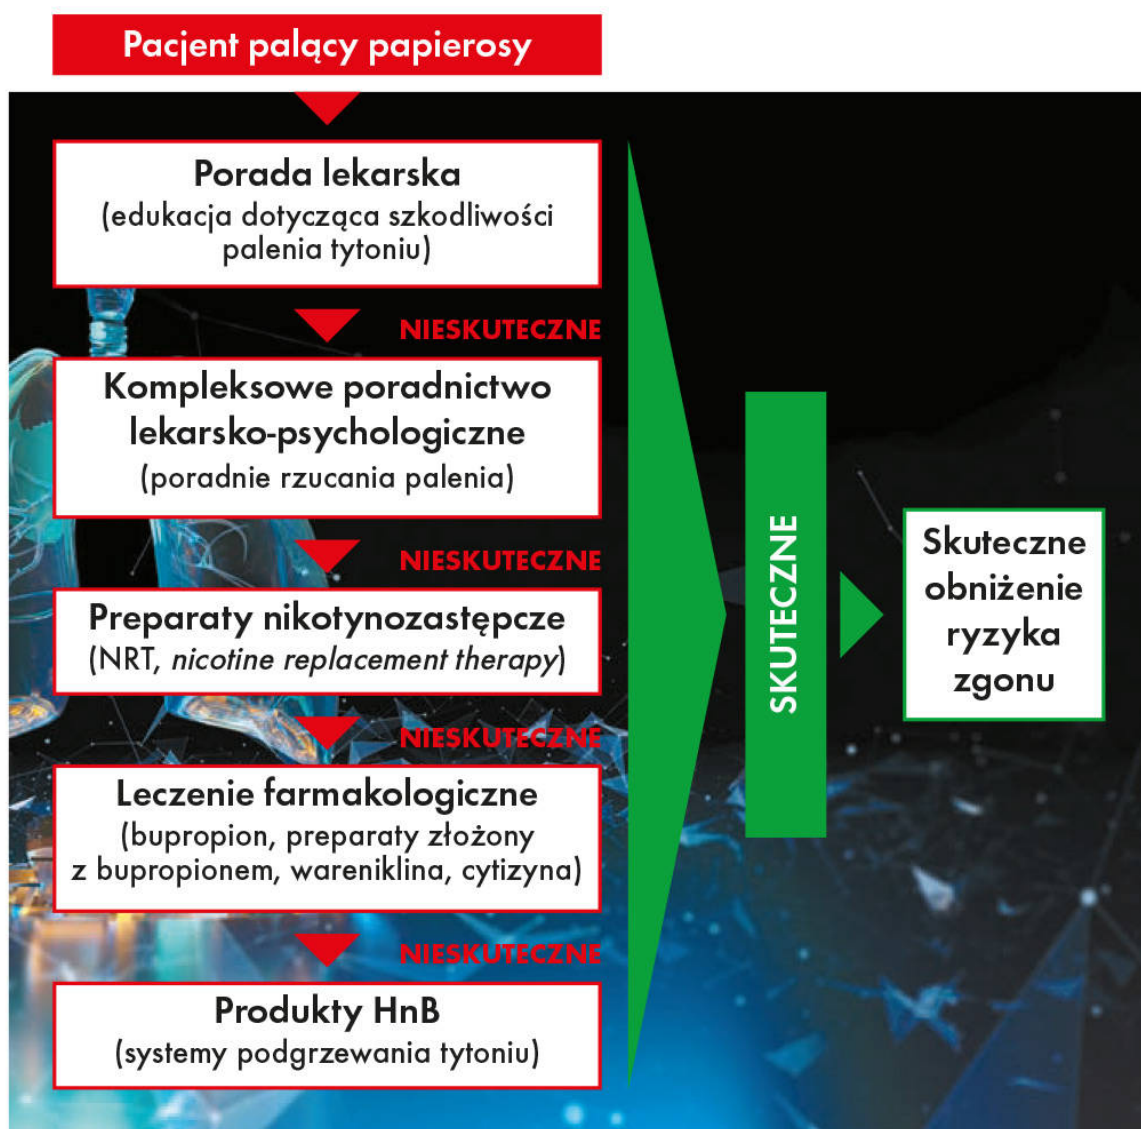 Pacjent palący papierosy
Porada lekarska
(edukacja dotycząca szkodliwości
palenia tytoniu)
NIESKUTECZNE
Kompleksowe poradnictwo
lekarsko-psychologiczne
(poradnie rzucania palenia)
NIESKUTECZNE
Preparaty nikotynozastępcze
(NRT, nicotine replacement therapy)
NIESKUTECZNE
Leczenie farmakologiczne
(bupropion, preparaty złożony
z bupropionem, wareniklina, cytizyna)
NIESKUTECZNE
Produkty HnB
(systemy podgrzewania tytoniu)
SKUTECZNE
Skuteczne
obniżenie
ryzyka
zgonu